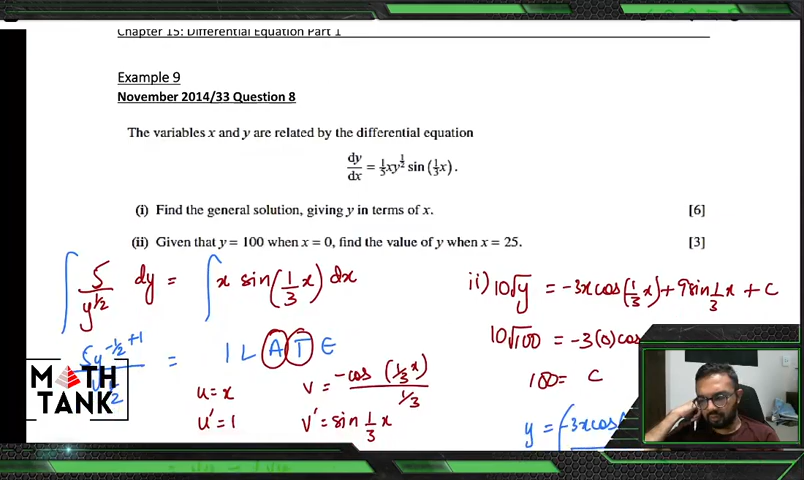 Chapter 15: Differential Equation Part 1
Example 9
November 2014/33 Question 8
The variables x and y are related by the differential equation
dy/dx = 1/5 xy^(1/2) sin(1/3 x).
(i) Find the general solution, giving y in terms of x. [6]
(ii) Given that y = 100 when x = 0, find the value of y when x = 25. [3]
∫ 5/y^(1/2) dy = ∫ x sin(1/3 x) dx
5y^(-1/2+1) =
I L A T E
u = x v = -cos(1/3 x)/(1/3)
u' = 1 v' = sin 1/3 x
ii) 10√y = -3x cos(1/3 x) + 9 sin 1/3 x + C
10√100 = -3(0) cos
100 = C
y = (-3x cos
MATH
TANK